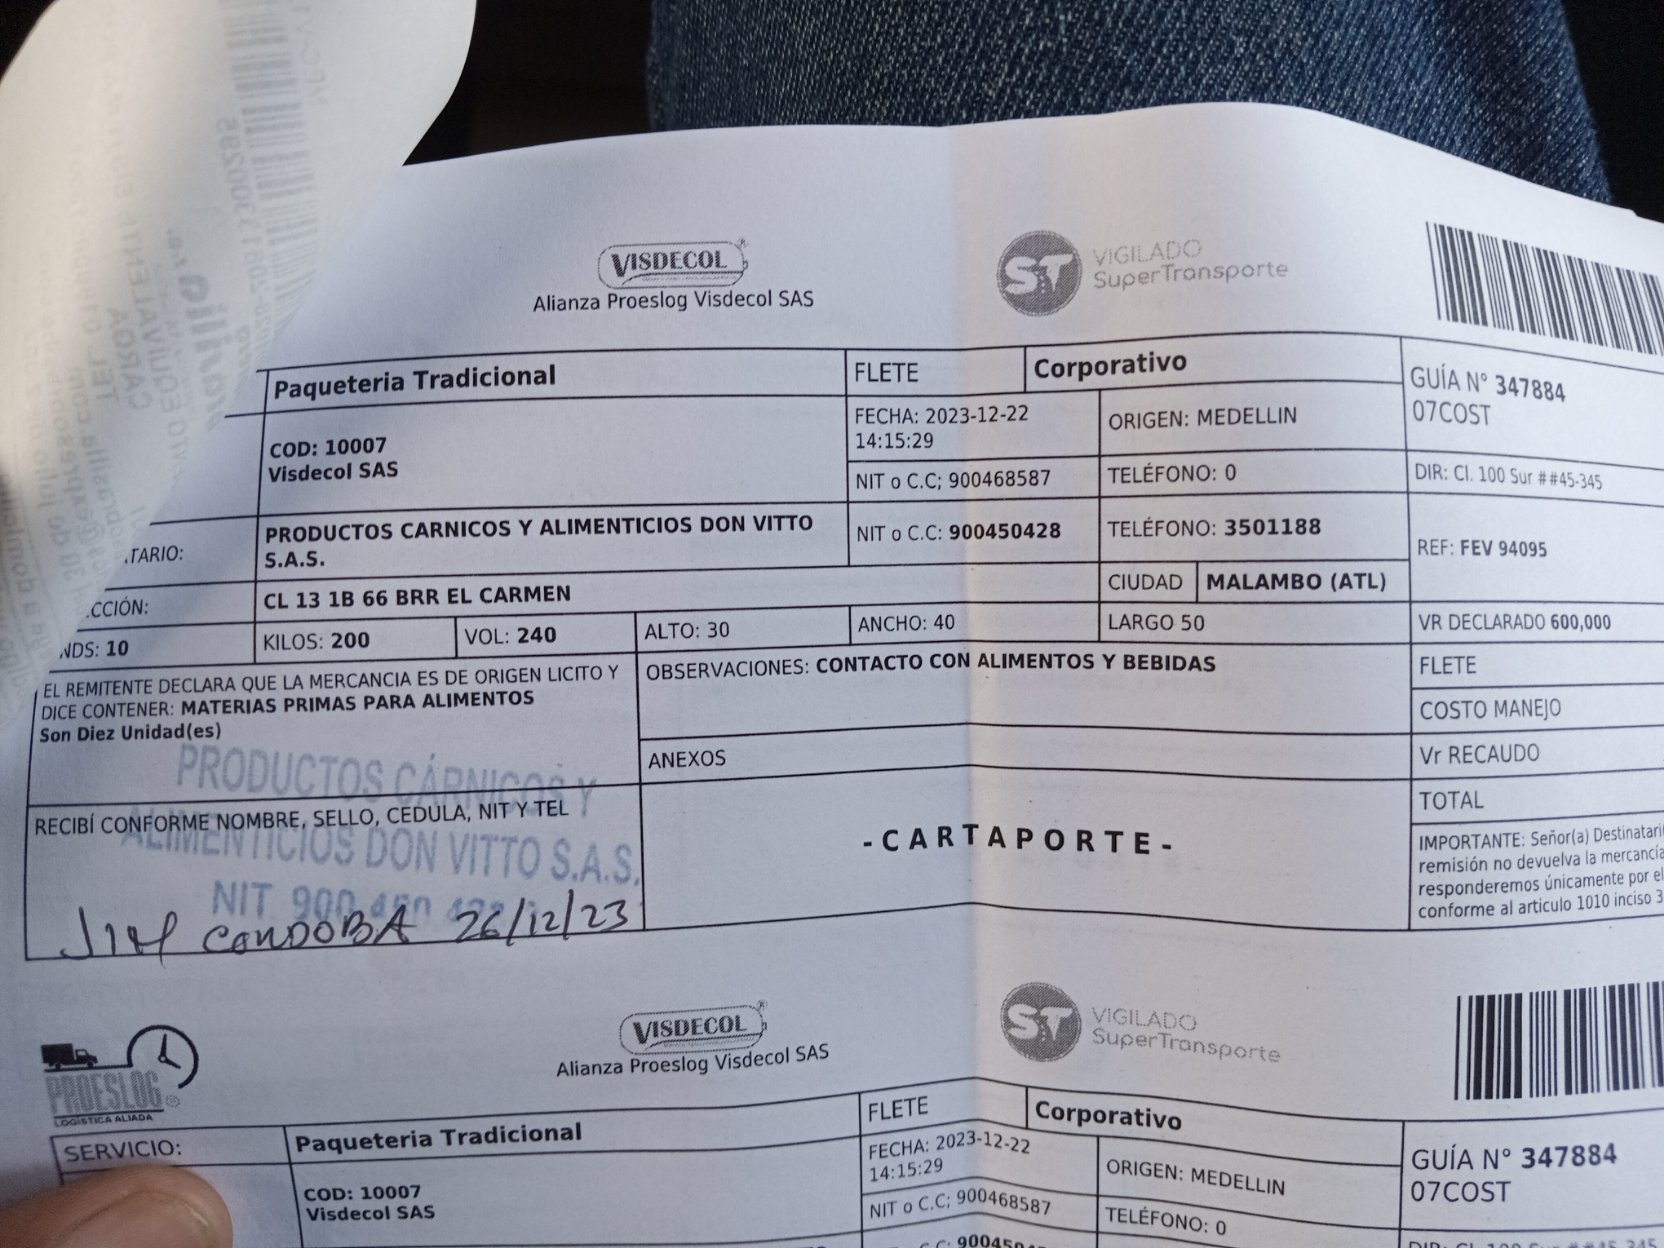 VISDECOL
Alianza Proeslog Visdecol SAS
ST VIGILADO
SuperTransporte
Paqueteria Tradicional
FLETE
Corporativo
GUÍA N° 347884
07COST
COD: 10007
Visdecol SAS
FECHA: 2023-12-22
14:15:29
ORIGEN: MEDELLIN
NIT o C.C; 900468587
TELÉFONO: 0
DIR: Cl. 100 Sur ##45-345
TARIO:
PRODUCTOS CARNICOS Y ALIMENTICIOS DON VITTO
S.A.S.
NIT o C.C: 900450428
TELÉFONO: 3501188
REF: FEV 94095
CCIÓN:
CL 13 1B 66 BRR EL CARMEN
CIUDAD
MALAMBO (ATL)
NDS: 10
KILOS: 200
VOL: 240
ALTO: 30
ANCHO: 40
LARGO 50
VR DECLARADO 600,000
EL REMITENTE DECLARA QUE LA MERCANCIA ES DE ORIGEN LICITO Y
DICE CONTENER: MATERIAS PRIMAS PARA ALIMENTOS
Son Diez Unidad(es)
OBSERVACIONES: CONTACTO CON ALIMENTOS Y BEBIDAS
FLETE
COSTO MANEJO
ANEXOS
Vr RECAUDO
TOTAL
PRODUCTOS CÁRNICOS Y
RECIBÍ CONFORME NOMBRE, SELLO, CEDULA, NIT Y TEL
ALIMENTICIOS DON VITTO S.A.S.
NIT 900.450
JIM CORDOBA 26/12/23
-CARTAPORTE-
IMPORTANTE: Señor(a) Destinatari
remisión no devuelva la mercancía
responderemos únicamente por el
conforme al articulo 1010 inciso 3
PROESLOG
LOGÍSTICA ALIADA
VISDECOL
Alianza Proeslog Visdecol SAS
ST VIGILADO
SuperTransporte
SERVICIO:
Paqueteria Tradicional
FLETE
Corporativo
GUÍA N° 347884
07COST
COD: 10007
Visdecol SAS
FECHA: 2023-12-22
14:15:29
ORIGEN: MEDELLIN
NIT o C.C; 900468587
TELÉFONO: 0